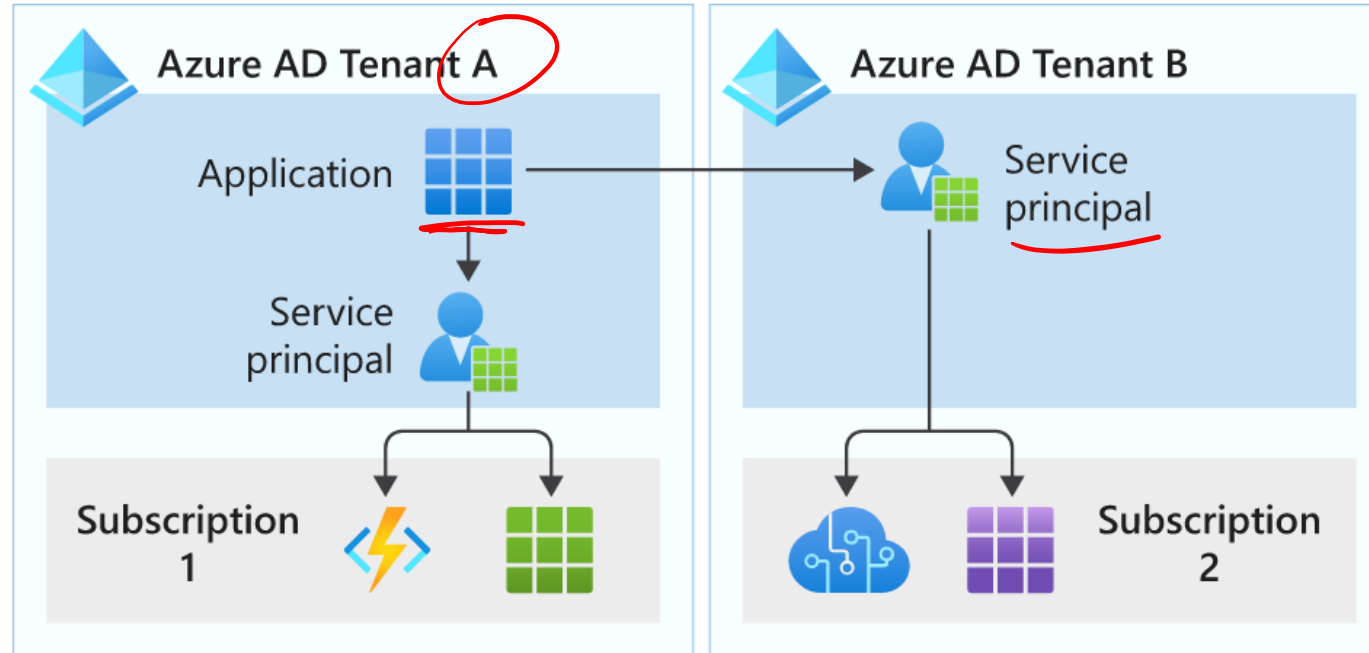 Azure AD Tenant A
Application
Service
principal
Subscription
1
Azure AD Tenant B
Service
principal
Subscription
2